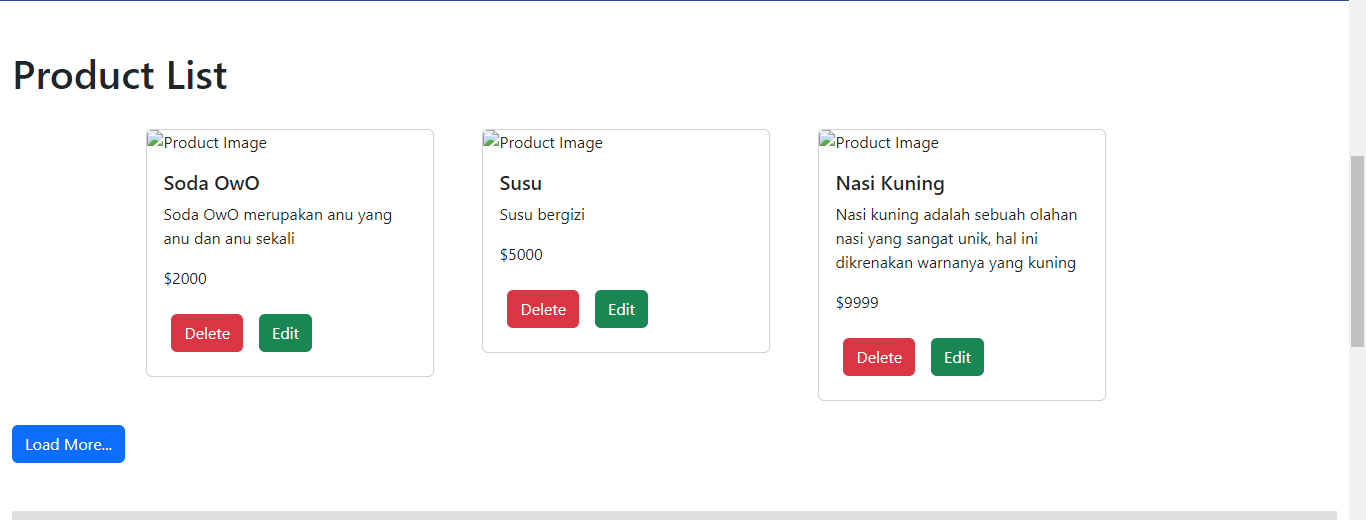 Product List
Product Image
Soda OwO
Soda OwO merupakan anu yang
anu dan anu sekali
$2000
Delete
Edit
Product Image
Susu
Susu bergizi
$5000
Delete
Edit
Product Image
Nasi Kuning
Nasi kuning adalah sebuah olahan
nasi yang sangat unik, hal ini
dikrenakan warnanya yang kuning
$9999
Delete
Edit
Load More...